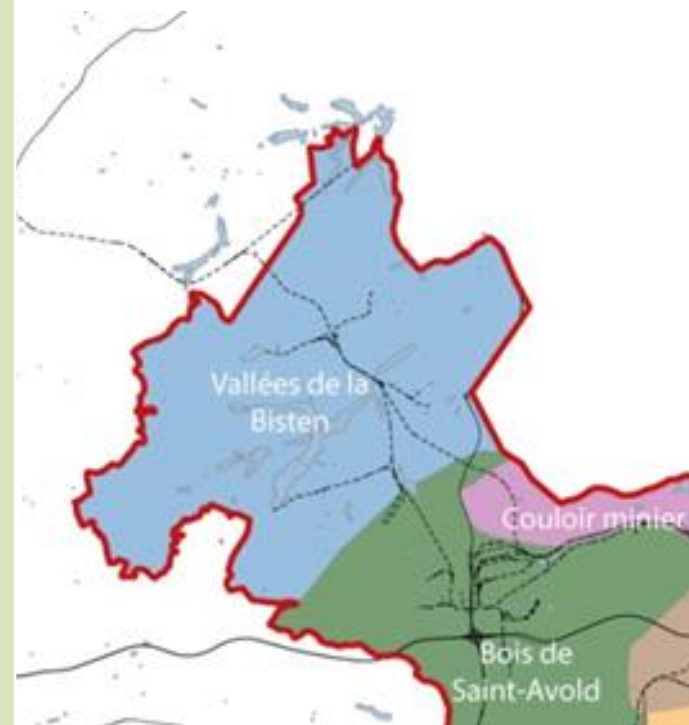 Vallées de la
Bisten
Couloir minier
Bois de
Saint-Avold